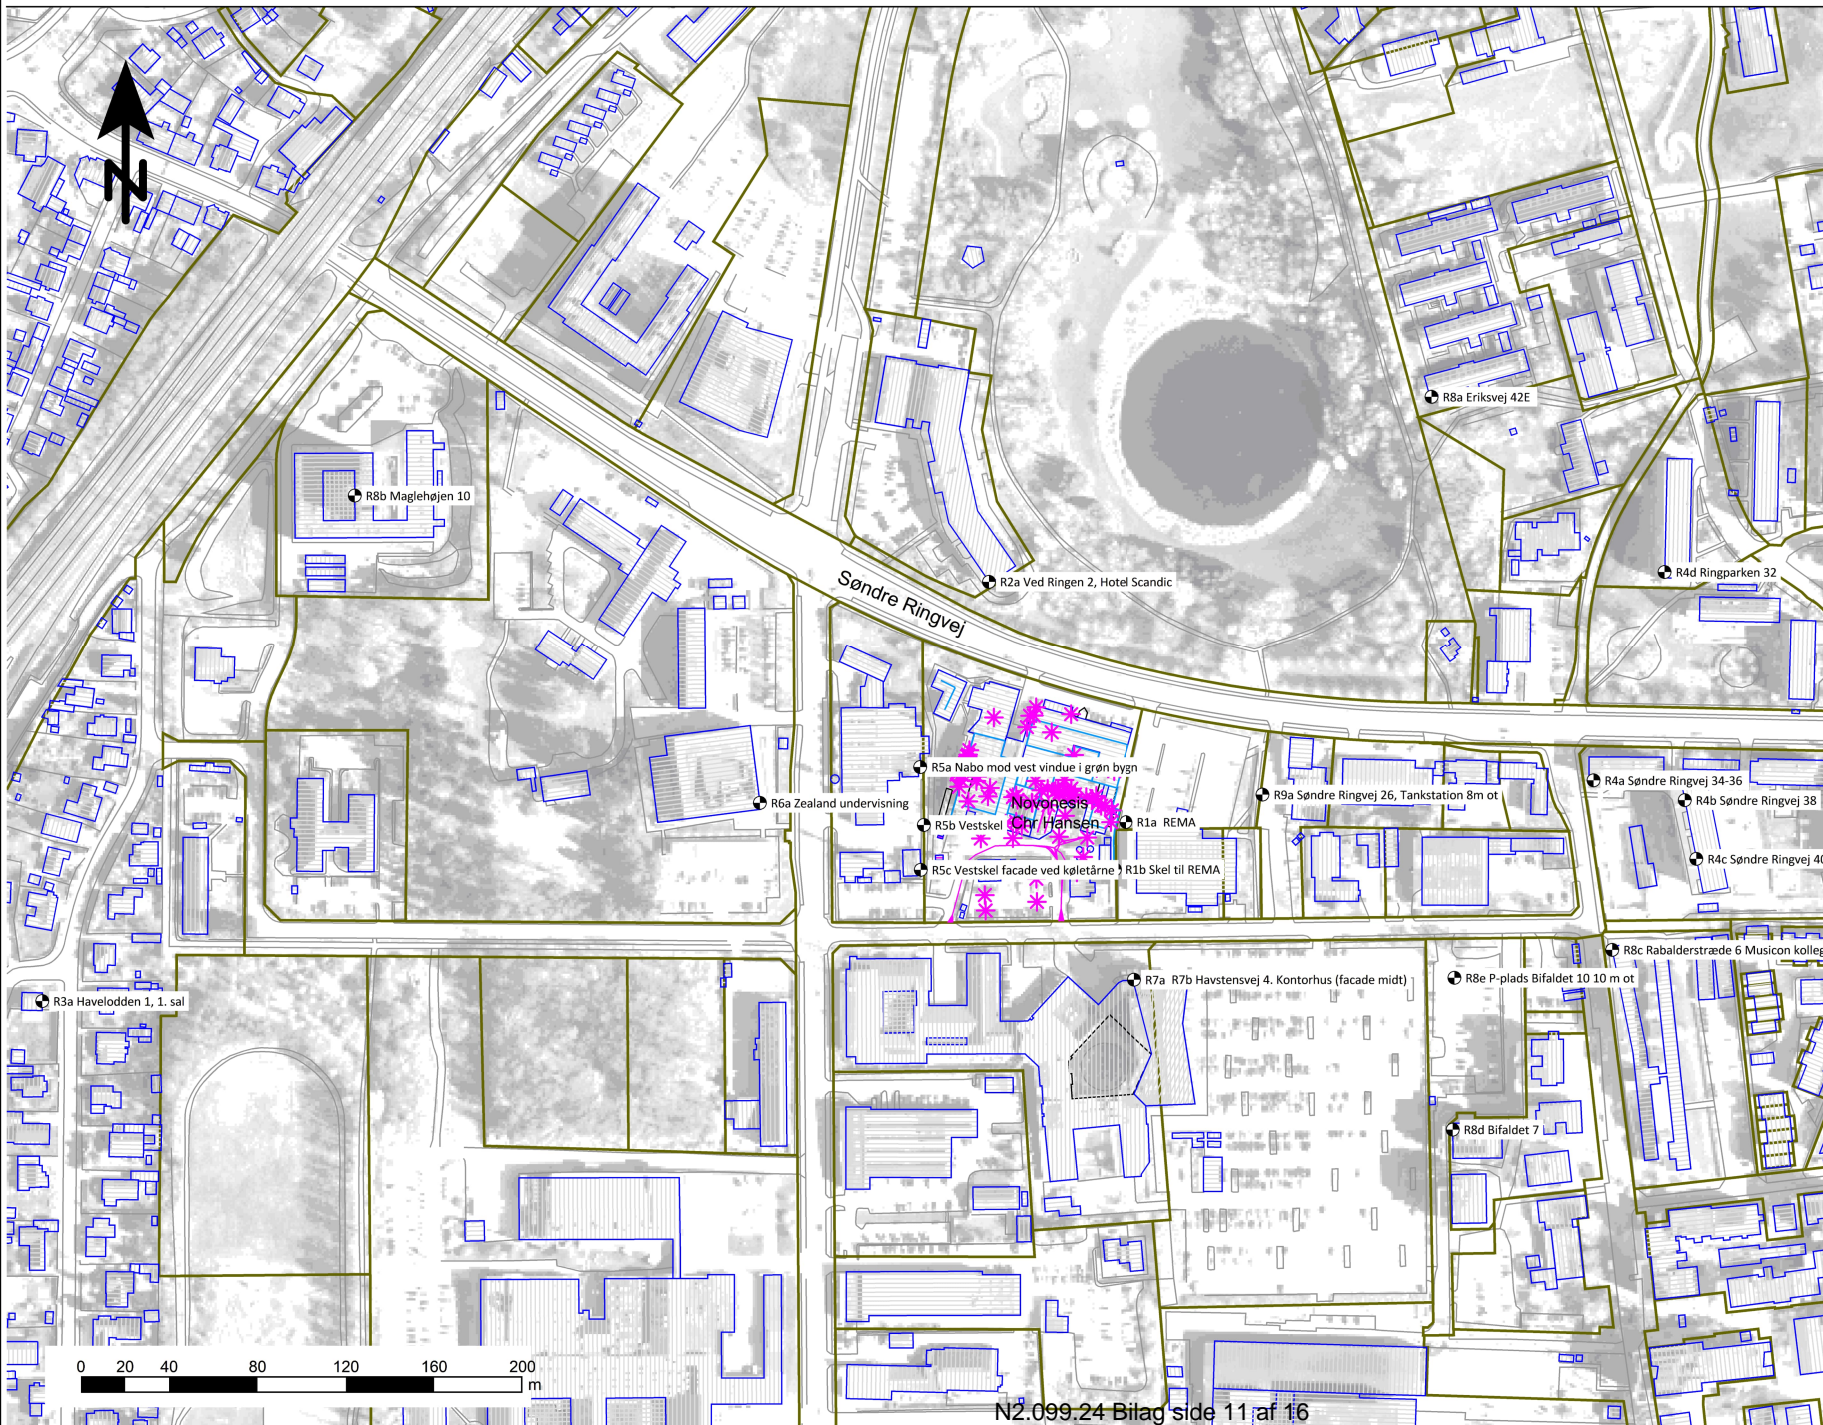 N
R8a Eriksvej 42E
R8b Maglehøjen 10
R4d Ringparken 32
R2a Ved Ringen 2, Hotel Scandic
Søndre Ringvej
R5a Nabo mod vest vindue i grøn bygn
R4a Søndre Ringvej 34-36
R9a Søndre Ringvej 26, Tankstation 8m ot
R4b Søndre Ringvej 38
R6a Zealand undervisning
Novonesis
Chr Hansen
R1a REMA
R5b Vestskel
R4c Søndre Ringvej 40
R5c Vestskel facade ved køletårne
R1b Skel til REMA
R8c Rabalderstræde 6 Musicon kolleg
R7a R7b Havstensvej 4. Kontorhus (facade midt)
R8e P-plads Bifaldet 10 10 m ot
R3a Havelodden 1, 1. sal
R8d Bifaldet 7
0 20 40 80 120 160 200
m
N2.099.24 Bilag side 11 af 16